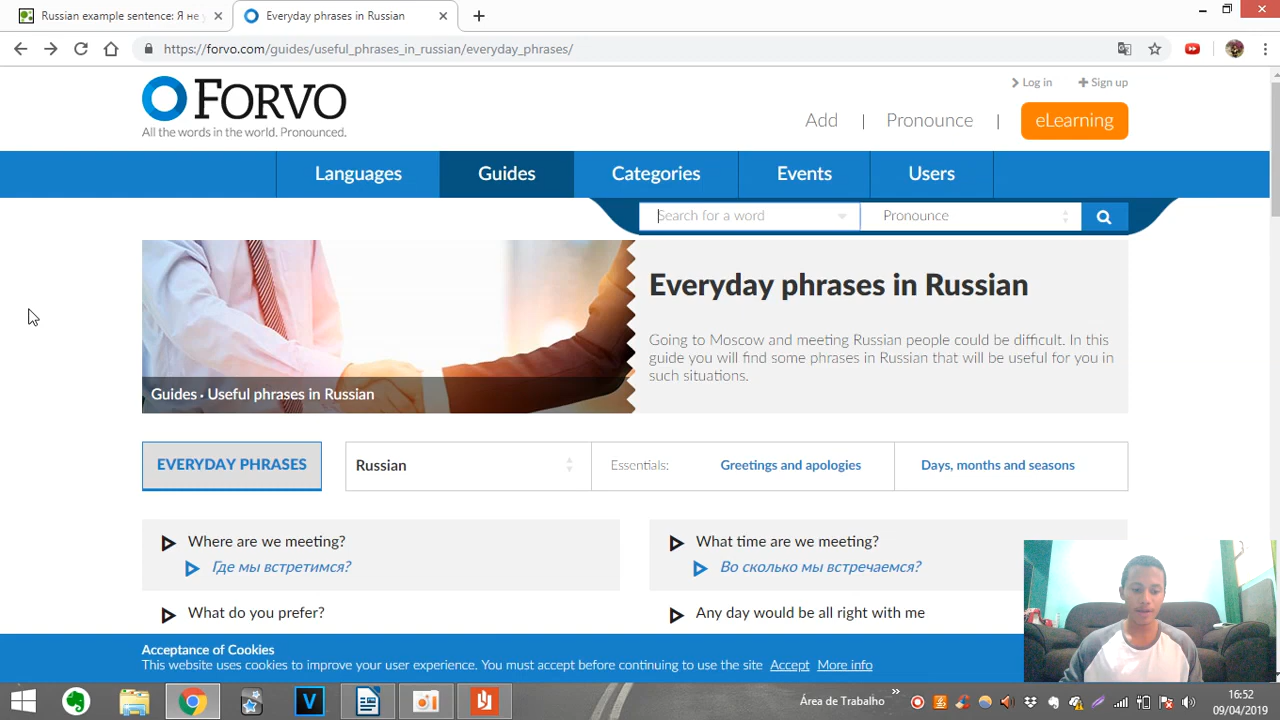 Russian example sentence: Я не
Everyday phrases in Russian
https://forvo.com/guides/useful_phrases_in_russian/everyday_phrases/
FORVO
All the words in the world. Pronounced.
Log in
Sign up
Add
Pronounce
eLearning
Languages
Guides
Categories
Events
Users
Search for a word
Pronounce
Everyday phrases in Russian
Going to Moscow and meeting Russian people could be difficult. In this
guide you will find some phrases in Russian that will be useful for you in
such situations.
Guides · Useful phrases in Russian
EVERYDAY PHRASES
Russian
Essentials:
Greetings and apologies
Days, months and seasons
Where are we meeting?
Где мы встретимся?
What time are we meeting?
Во сколько мы встречаемся?
What do you prefer?
Any day would be all right with me
Acceptance of Cookies
This website uses cookies to improve your user experience. You must accept before continuing to use the site Accept More info
Área de Trabalho
16:52
09/04/2019